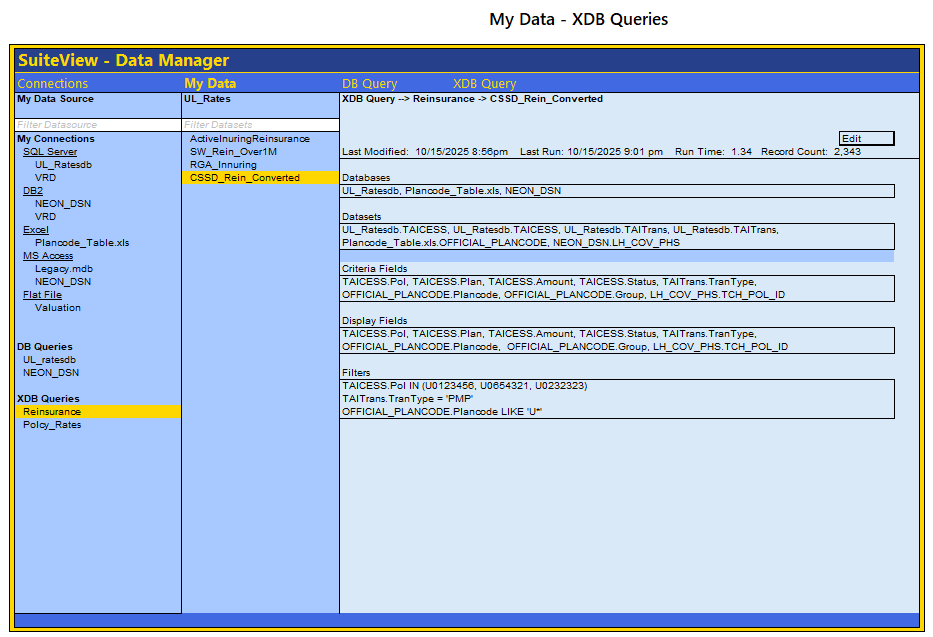 My Data - XDB Queries
SuiteView - Data Manager
Connections
My Data
DB Query
XDB Query
My Data Source
UL_Rates
XDB Query --> Reinsurance -> CSSD_Rein_Converted
Filter Datasource
Filter Datasets
My Connections
SQL Server
UL_Ratesdb
VRD
DB2
NEON_DSN
VRD
Excel
Plancode_Table.xls
MS Access
Legacy.mdb
NEON_DSN
Flat File
Valuation
DB Queries
UL_ratesdb
NEON_DSN
XDB Queries
Reinsurance
Polcy_Rates
ActiveInuringReinsurance
SW_Rein_Over1M
RGA_Innuring
CSSD_Rein_Converted
Edit
Last Modified: 10/15/2025 8:56pm Last Run: 10/15/2025 9:01 pm Run Time: 1.34 Record Count: 2,343
Databases
UL_Ratesdb, Plancode_Table.xls, NEON_DSN
Datasets
UL_Ratesdb.TAICESS, UL_Ratesdb.TAICESS, UL_Ratesdb.TAITrans, UL_Ratesdb.TAITrans,
Plancode_Table.xls.OFFICIAL_PLANCODE, NEON_DSN.LH_COV_PHS
Criteria Fields
TAICESS.Pol, TAICESS.Plan, TAICESS.Amount, TAICESS.Status, TAITrans.TranType,
OFFICIAL_PLANCODE.Plancode, OFFICIAL_PLANCODE.Group, LH_COV_PHS.TCH_POL_ID
Display Fields
TAICESS.Pol, TAICESS.Plan, TAICESS.Amount, TAICESS.Status, TAITrans.TranType,
OFFICIAL_PLANCODE.Plancode, OFFICIAL_PLANCODE.Group, LH_COV_PHS.TCH_POL_ID
Filters
TAICESS.Pol IN (U0123456, U0654321, U0232323)
TAITrans.TranType = 'PMP'
OFFICIAL_PLANCODE.Plancode LIKE 'U*'